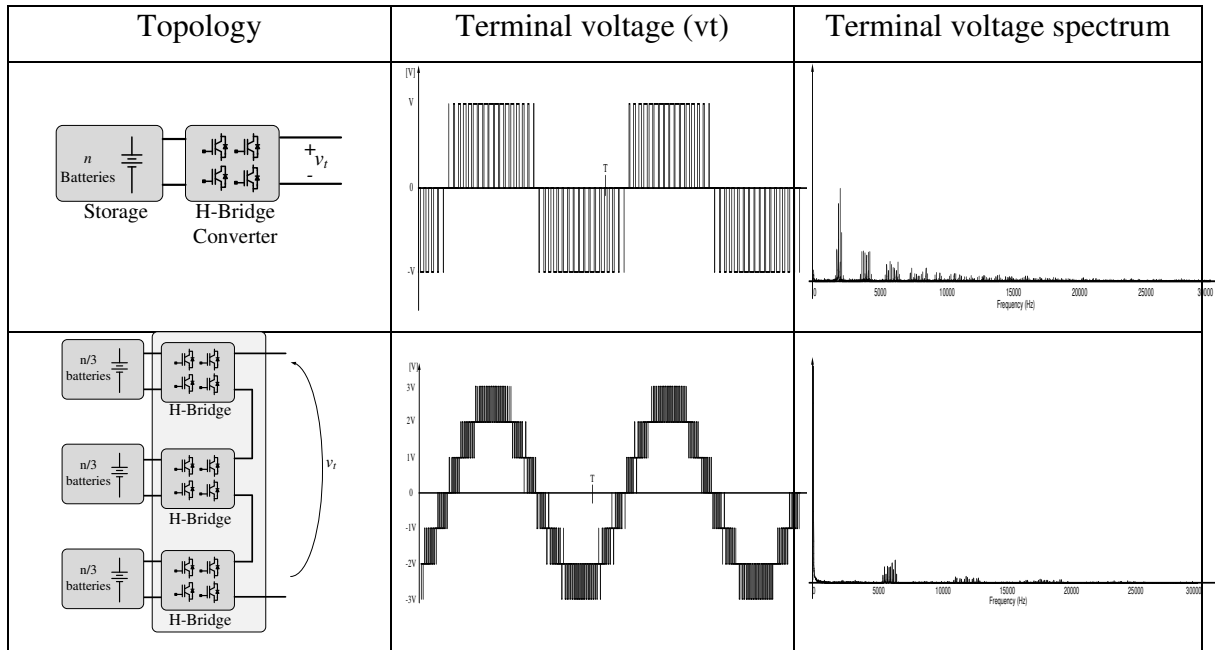 Topology
Terminal voltage (vt)
Terminal voltage spectrum
n
Batteries
Storage
H-Bridge
Converter
+
vt
-
[V]
V
0
-V
T
0
5000
10000
15000
20000
25000
30000
Frequency (Hz)
n/3
batteries
H-Bridge
n/3
batteries
H-Bridge
n/3
batteries
H-Bridge
vt
[V]
3V
2V
1V
0
-1V
-2V
-3V
T
0
5000
10000
15000
20000
25000
30000
Frequency (Hz)